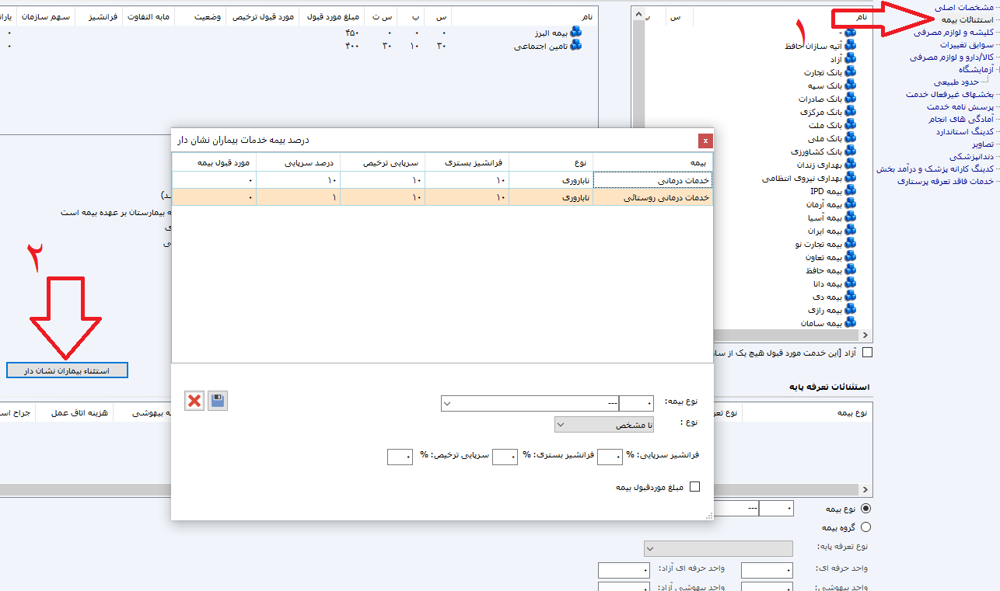 مشخصات اصلی
استثنائات بیمه
کلیشه و لوازم مصرفی
سوابق تغییرات
کالا/دارو و لوازم مصرفی
آزمایشگاه
حدود طبیعی
بخشهای غیرفعال خدمت
پرسش نامه خدمت
آمادگی های انجام
کدینگ استاندارد
تصاویر
دندانپزشکی
کدینگ کارانه پزشک و درآمد بخش
خدمات فاقد تعرفه پرستاری
۱
نام س ب
-
آتیه سازان حافظ
آزاد
بانک تجارت
بانک سپه
بانک صادرات
بانک مرکزی
بانک ملت
بانک ملی
بانک کشاورزی
بهداری زندان
بهداری نیروی انتظامی
بیمه IPD
بیمه آرمان
بیمه آسیا
بیمه ایران
بیمه تجارت نو
بیمه تعاون
بیمه حافظ
بیمه دانا
بیمه دی
بیمه رازی
بیمه سامان
نام س ب س ت مبلغ مورد قبول مورد قبول ترخیص وضعیت مابه التفاوت فرانشیز سهم سازمان
بیمه البرز ۰ ۰ ۰ ۴۵۰ ۰
تامین اجتماعی ۲۰ ۱۰ ۳۰ ۴۰۰ ۰
درصد بیمه خدمات بیماران نشان دار
بیمه نوع فرانشیز بستری سرپایی ترخیص درصد سرپایی مورد قبول بیمه
خدمات درمانی ناباروری ۱۰ ۱۰ ۱۰ ۰
خدمات درمانی روستائی ناباروری ۱۰ ۱۰ ۱ ۰
نوع بیمه: ۰ ---
نوع : نا مشخص
فرانشیز سرپایی: % ۰ فرانشیز بستری: % ۰ سرپایی ترخیص: % ۰
مبلغ موردقبول بیمه
ه بیمارستان بر عهده بیمه است
۲
استثناء بیماران نشان دار
آزاد [این خدمت مورد قبول هیچ یک از سا
استثنائات تعرفه پایه
نوع بیمه نوع تعر ه بیهوشی هزینه اتاق عمل جراح اس
نوع بیمه ۰ ---
گروه بیمه
نوع تعرفه پایه:
واحد حرفه ای: ۰ واحد حرفه ای آزاد: ۰
واحد بیهوشی: ۰ واحد بیهوشی آزاد: ۰